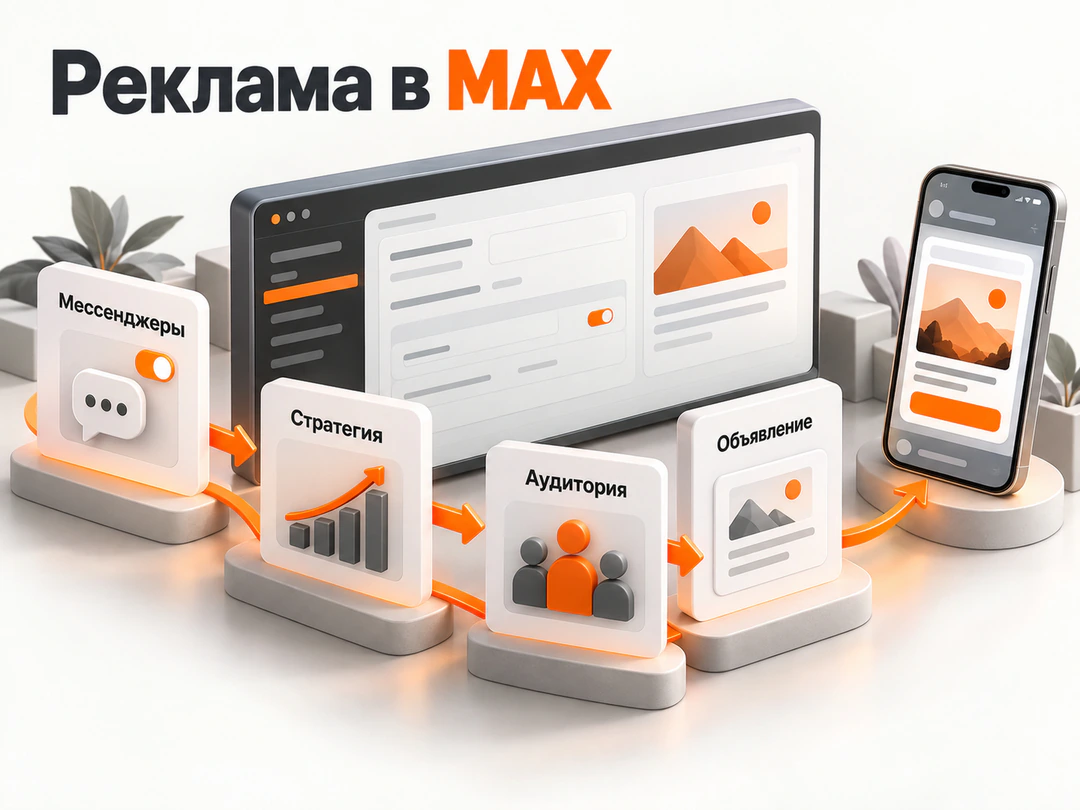 Реклама в MAX
Мессенджеры
Стратегия
Аудитория
Объявление